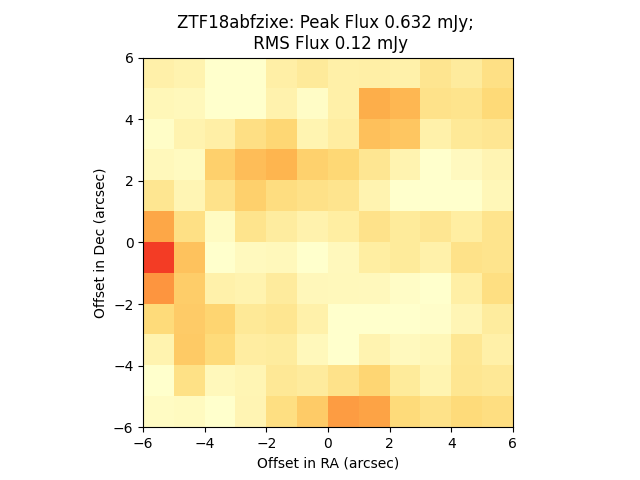 ZTF18abfzixe: Peak Flux 0.632 mJy;
RMS Flux 0.12 mJy
6
4
2
0
−2
−4
−6
Offset in Dec (arcsec)
−6 −4 −2 0 2 4 6
Offset in RA (arcsec)